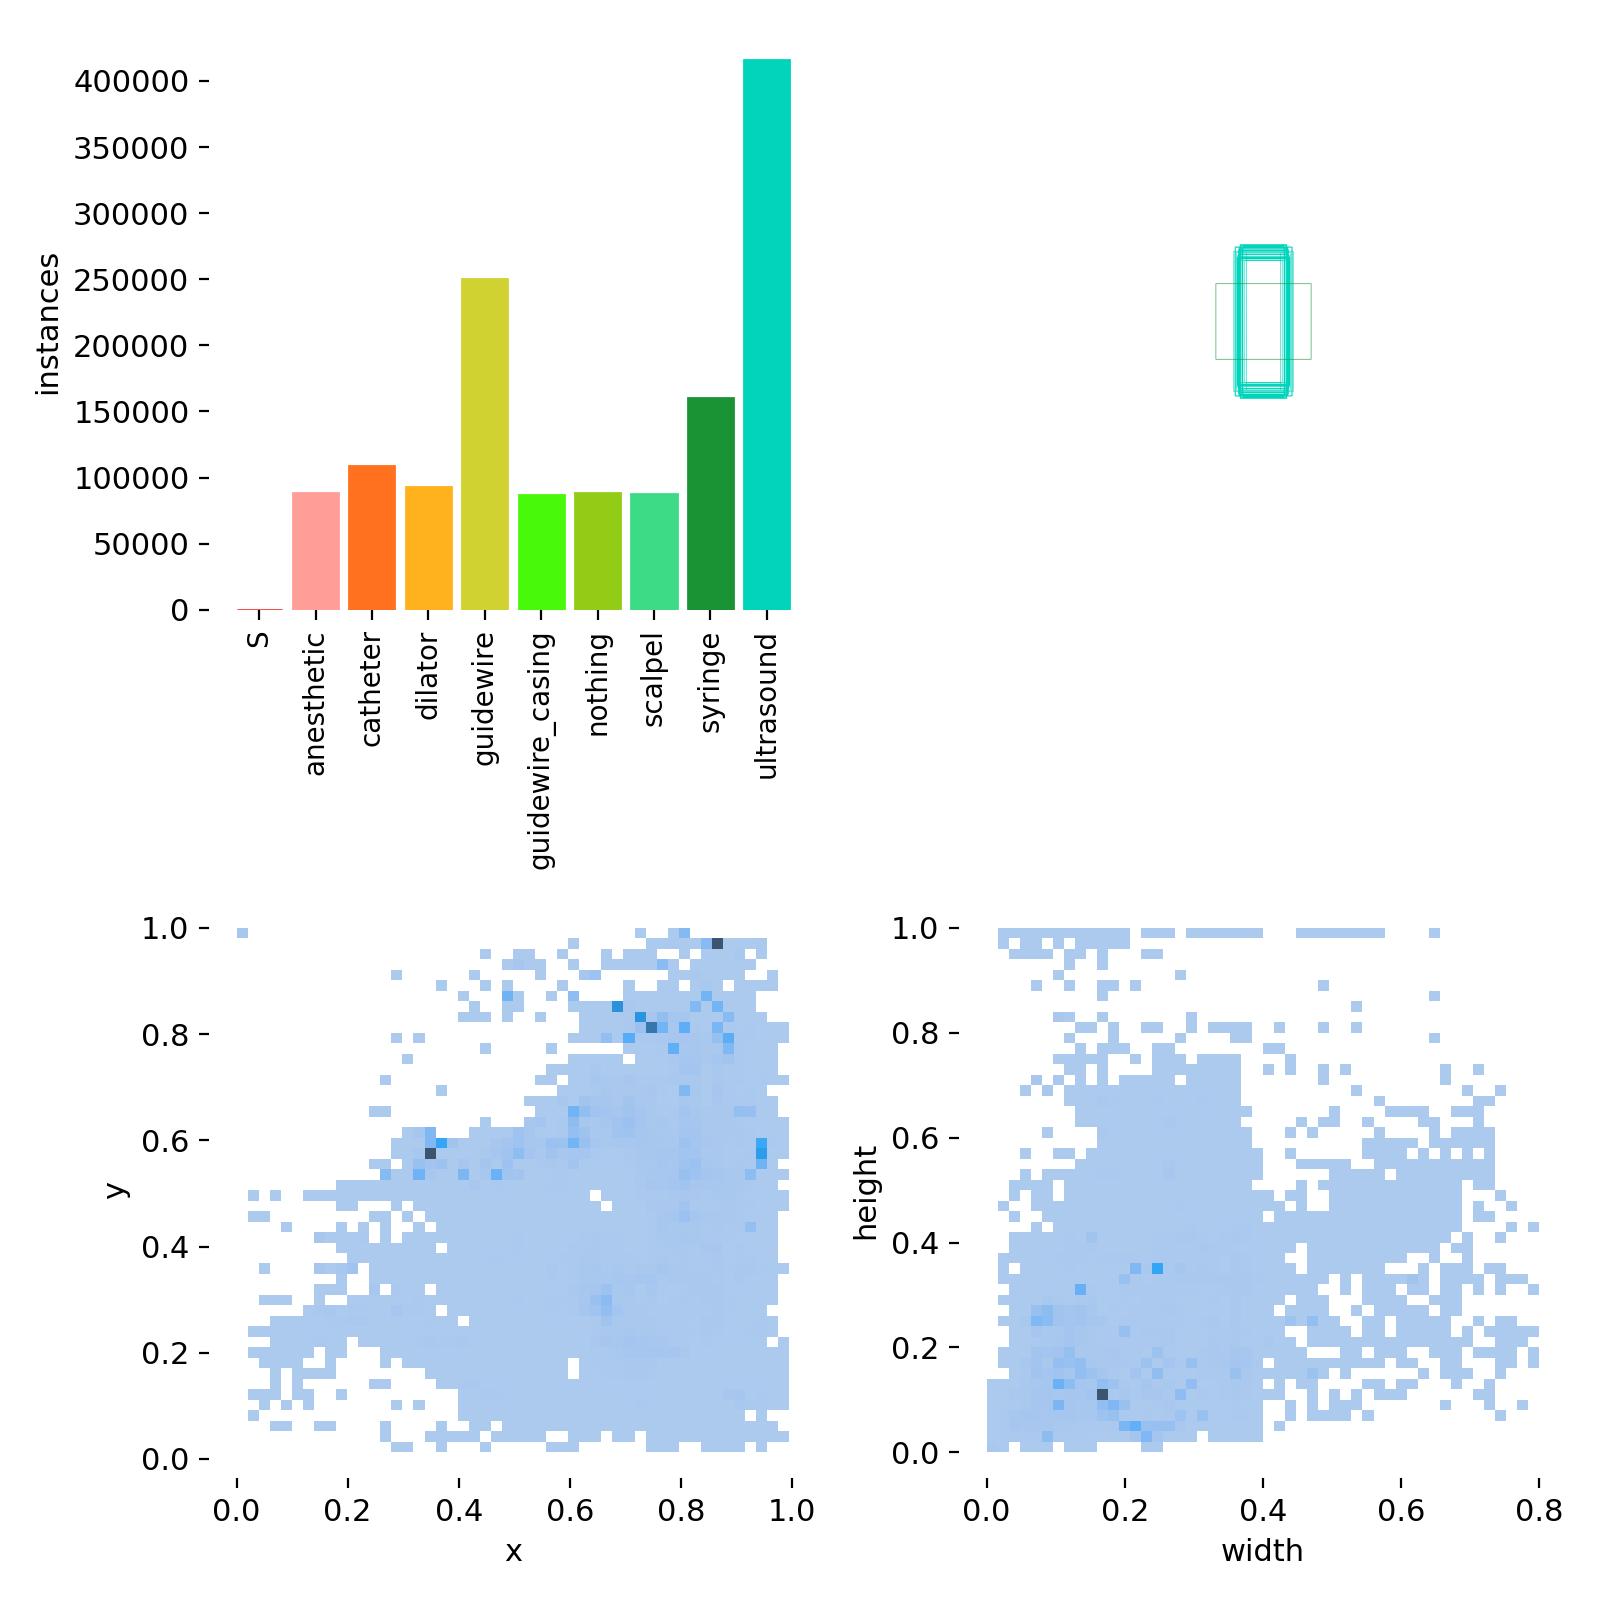 400000
350000
300000
250000
200000
150000
100000
50000
0
instances
S
anesthetic
catheter
dilator
guidewire
guidewire_casing
nothing
scalpel
syringe
ultrasound
1.0
0.8
0.6
0.4
0.2
0.0
y
0.0 0.2 0.4 0.6 0.8 1.0
x
1.0
0.8
0.6
0.4
0.2
0.0
height
0.0 0.2 0.4 0.6 0.8
width